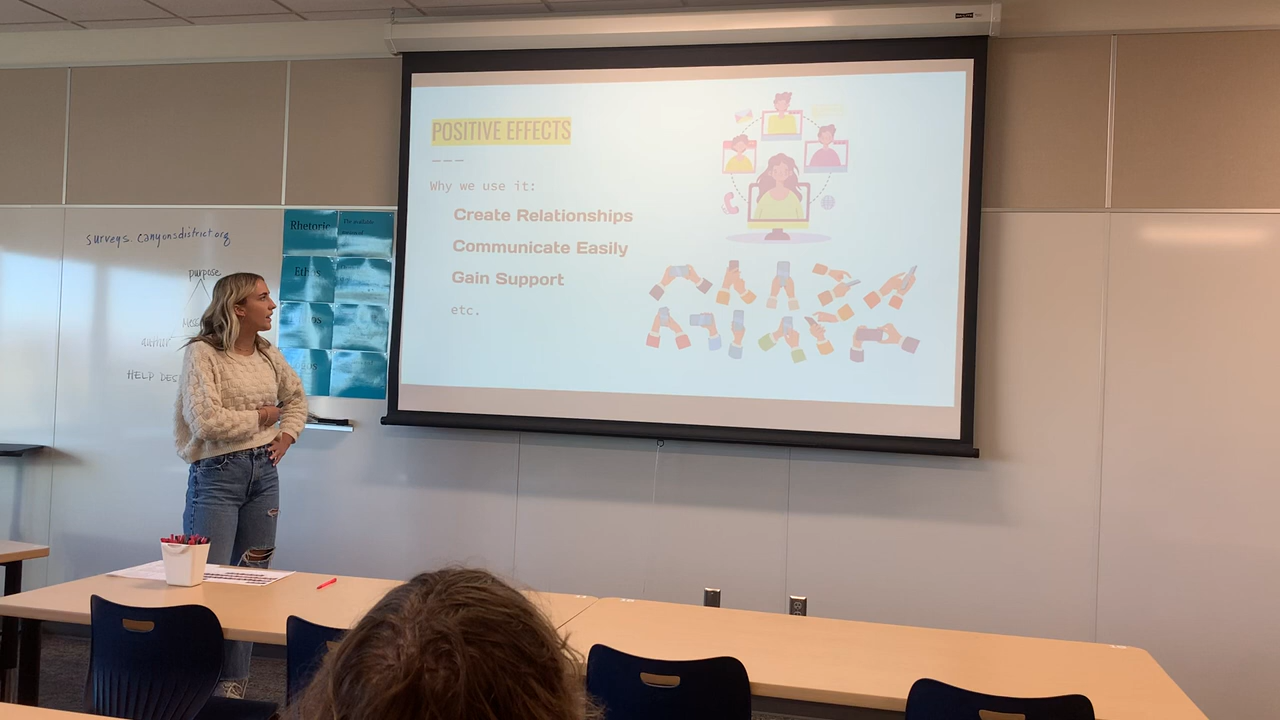 surveys.canyonsdistrict.org
purpose
HELP DES
Rhetoric
Ethos
POSITIVE EFFECTS
Why we use it:
Create Relationships
Communicate Easily
Gain Support
etc.